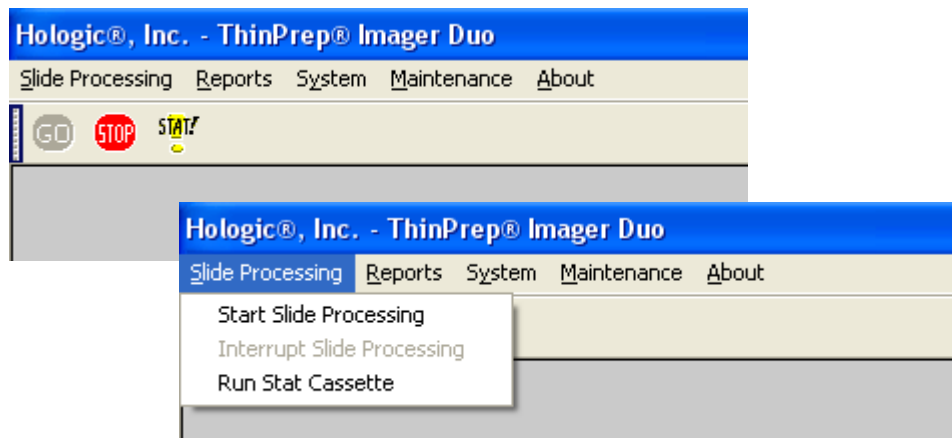 Hologic®, Inc. - ThinPrep® Imager Duo
Slide Processing Reports System Maintenance About
GO STOP STAT!
Hologic®, Inc. - ThinPrep® Imager Duo
Slide Processing Reports System Maintenance About
Start Slide Processing
Interrupt Slide Processing
Run Stat Cassette